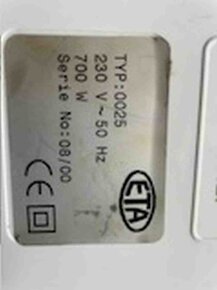 TYP:0025
230 V ~ 50 Hz
700 W
Serie No:08/00
CE
ETA